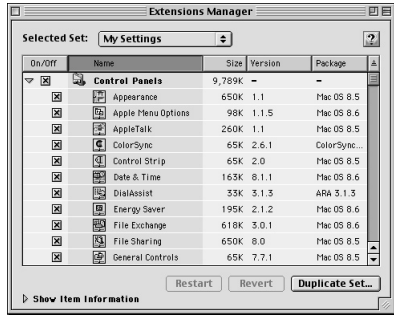 Extensions Manager
Selected Set: My Settings ?
On/Off Name Size Version Package
Control Panels 9,789K – –
Appearance 650K 1.1 Mac OS 8.5
Apple Menu Options 98K 1.1.5 Mac OS 8.6
AppleTalk 260K 1.1 Mac OS 8.5
ColorSync 65K 2.6.1 ColorSync...
Control Strip 65K 2.0 Mac OS 8.5
Date & Time 163K 8.1.1 Mac OS 8.6
DialAssist 33K 3.1.3 ARA 3.1.3
Energy Saver 195K 2.1.2 Mac OS 8.6
File Exchange 618K 3.0.1 Mac OS 8.6
File Sharing 650K 8.0 Mac OS 8.5
General Controls 65K 7.7.1 Mac OS 8.5
Restart Revert Duplicate Set...
Show Item Information